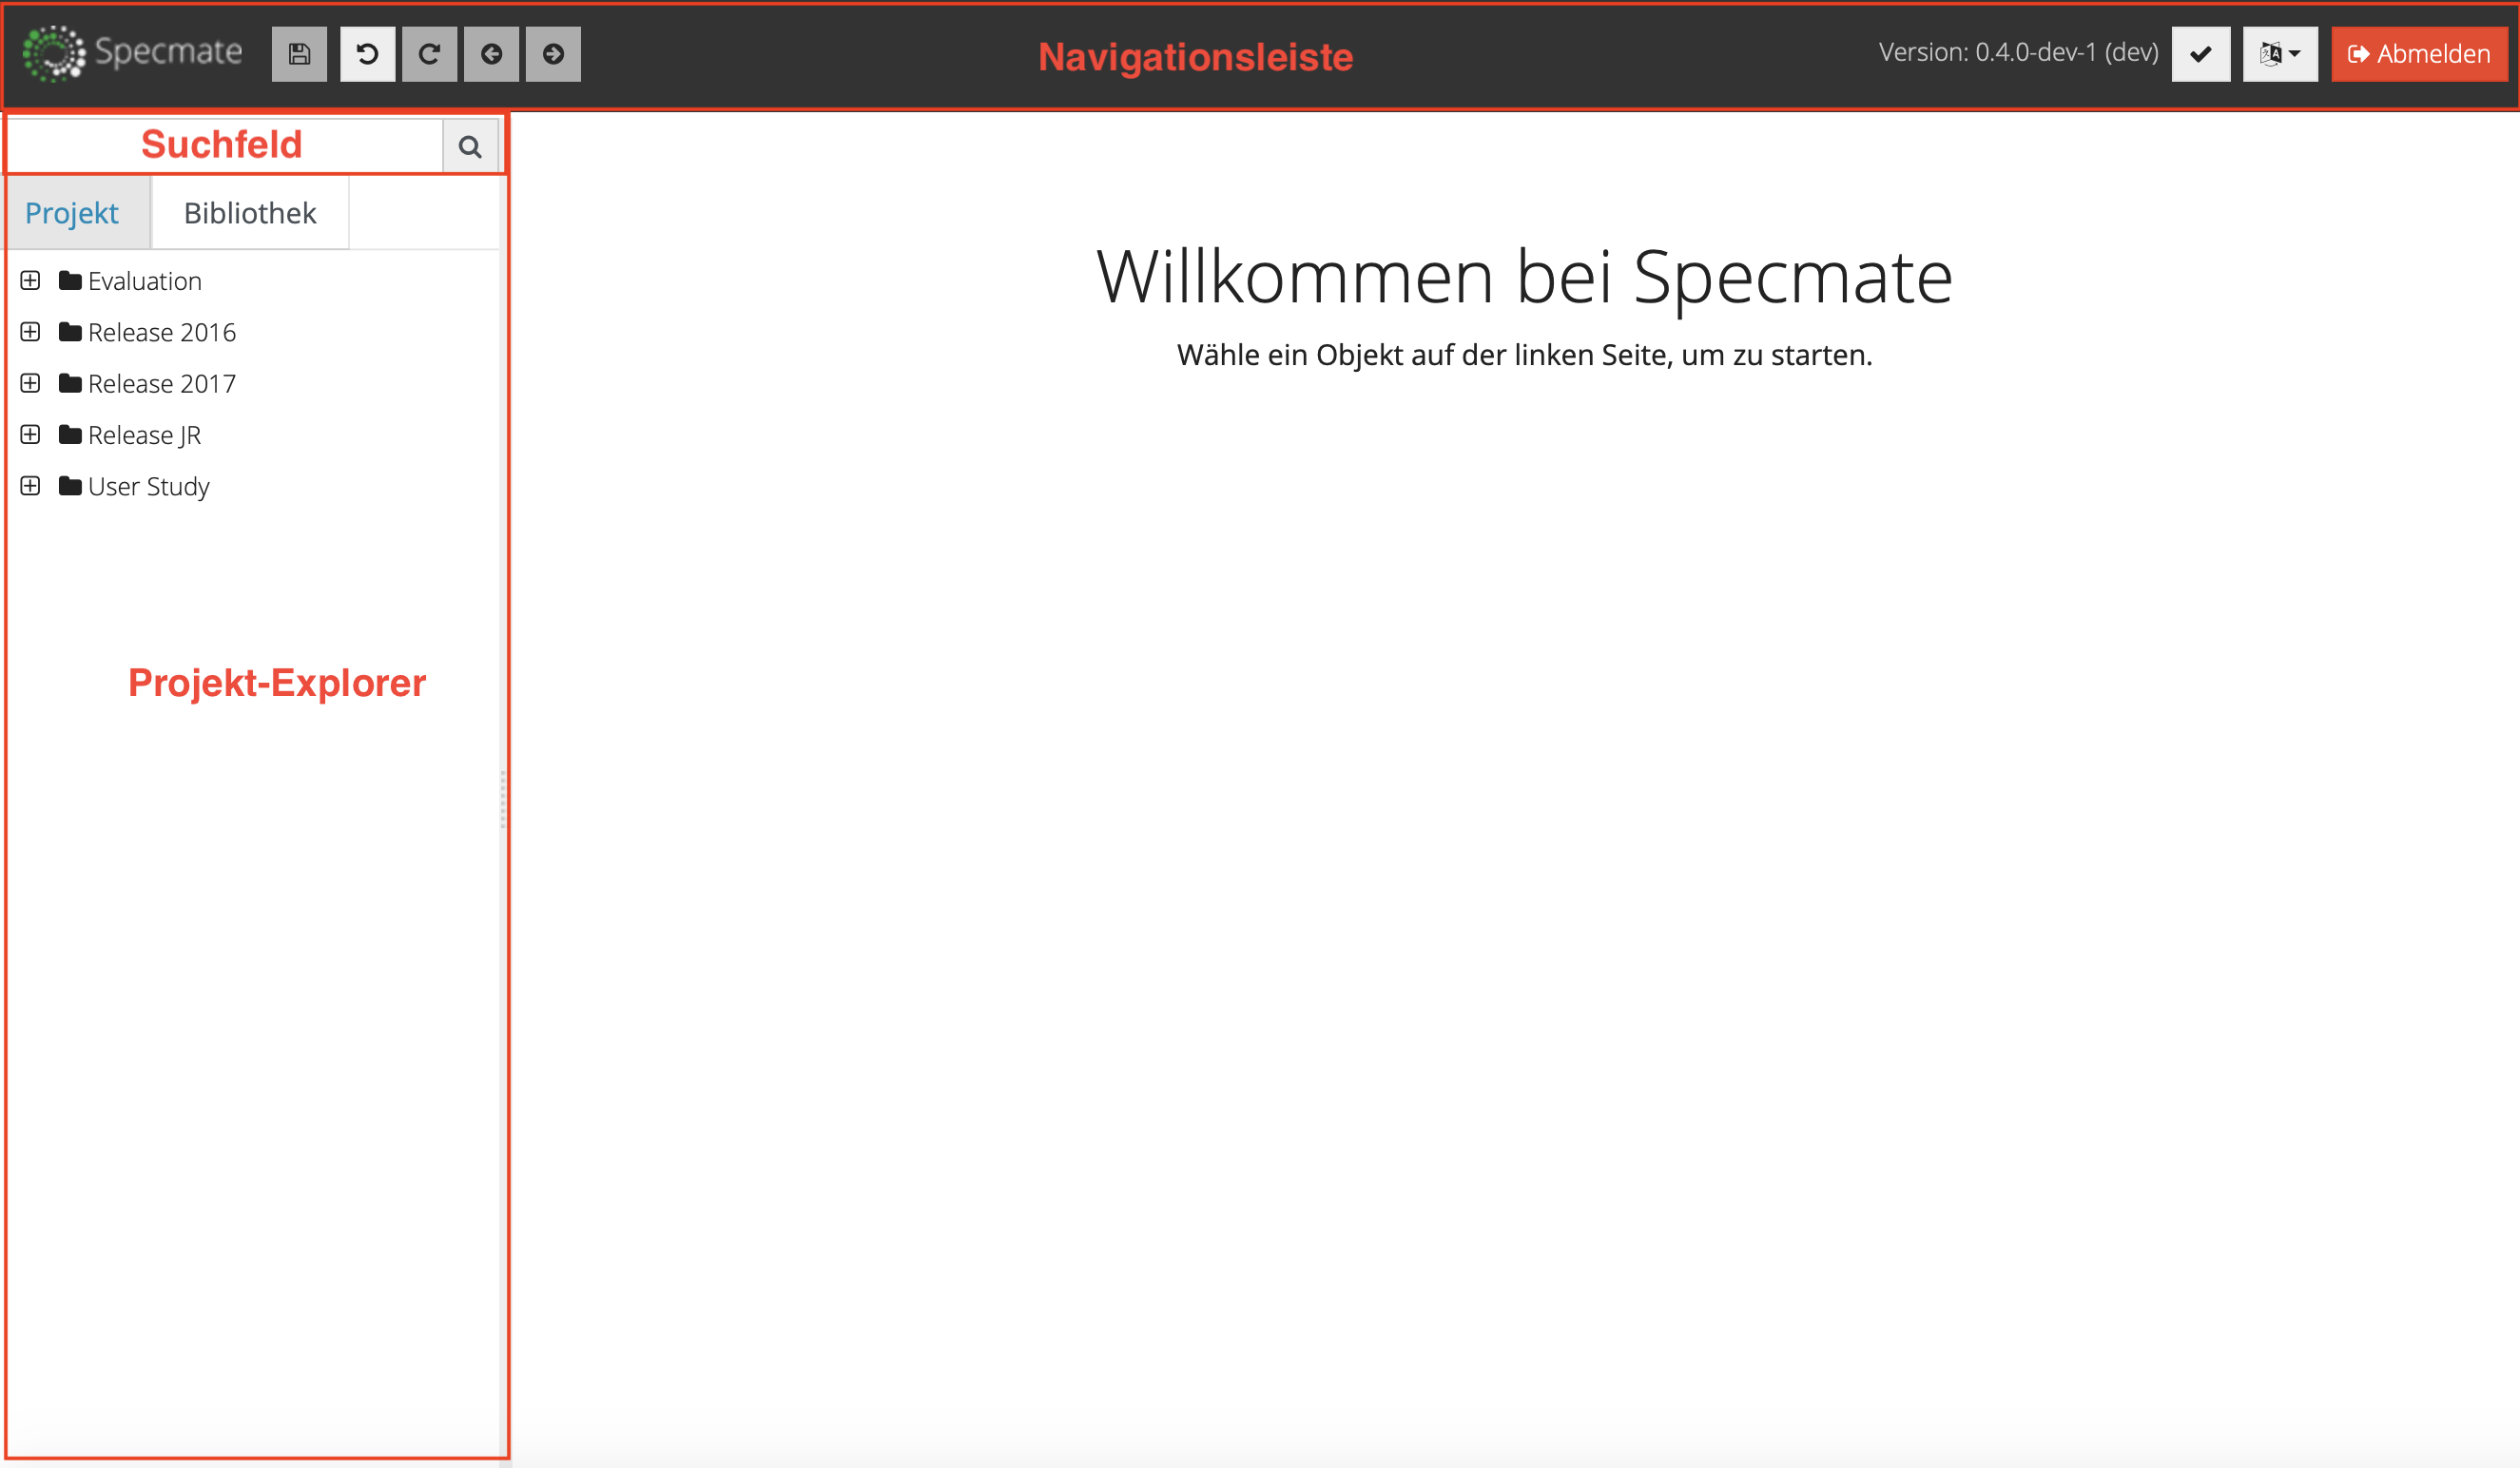 Specmate
Navigationsleiste
Version: 0.4.0-dev-1 (dev)
Abmelden
Suchfeld
Projekt
Bibliothek
Evaluation
Release 2016
Release 2017
Release JR
User Study
Projekt-Explorer
Willkommen bei Specmate
Wähle ein Objekt auf der linken Seite, um zu starten.